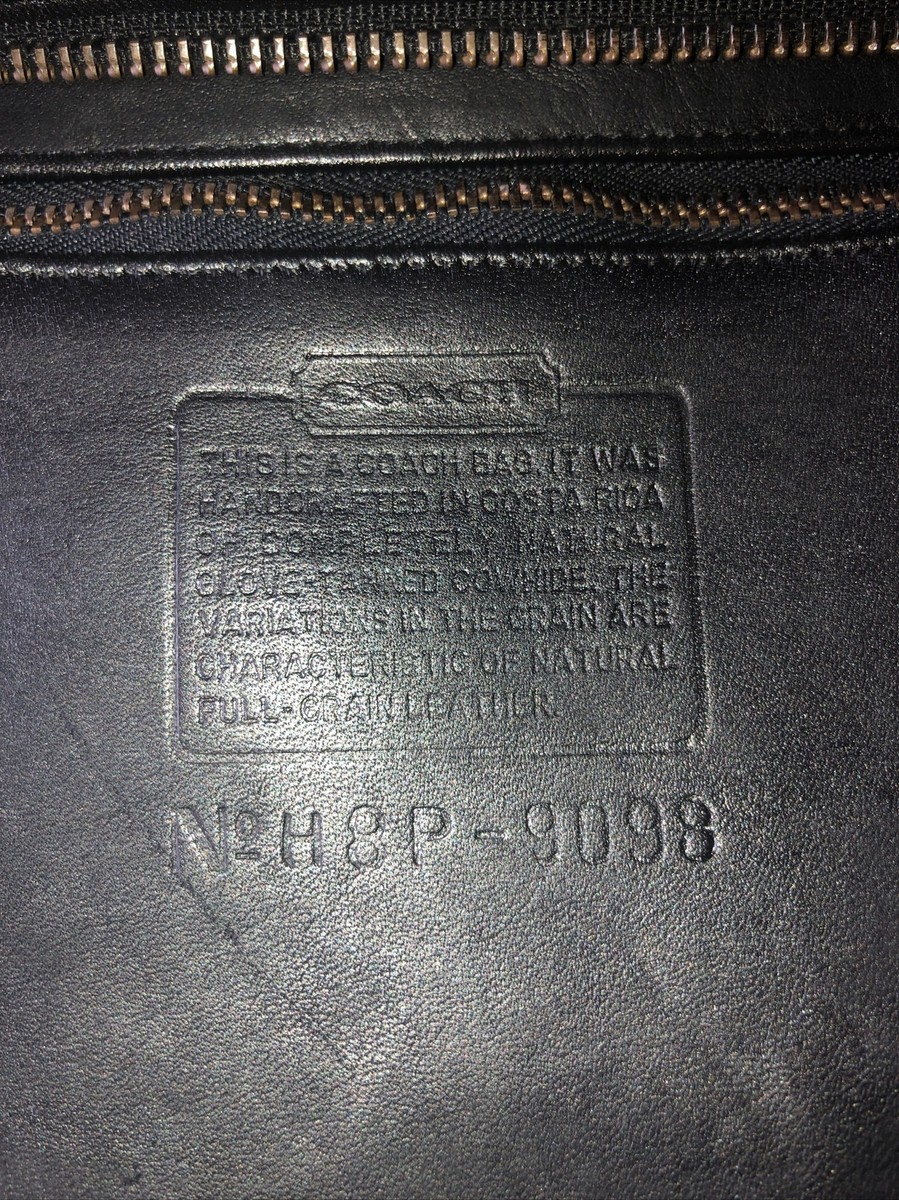 COACH
THIS IS A COACH BAG. IT WAS
HANDCRAFTED IN COSTA RICA
OF COMPLETELY NATURAL
GLOVE-TANNED COWHIDE. THE
VARIATIONS IN THE GRAIN ARE
CHARACTERISTIC OF NATURAL
FULL-GRAIN LEATHER.
Nº H8P-9098